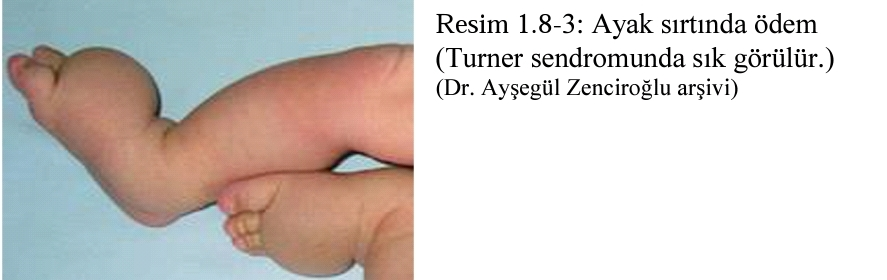 Resim 1.8-3: Ayak sırtında ödem
(Turner sendromunda sık görülür.)
(Dr. Ayşegül Zenciroğlu arşivi)